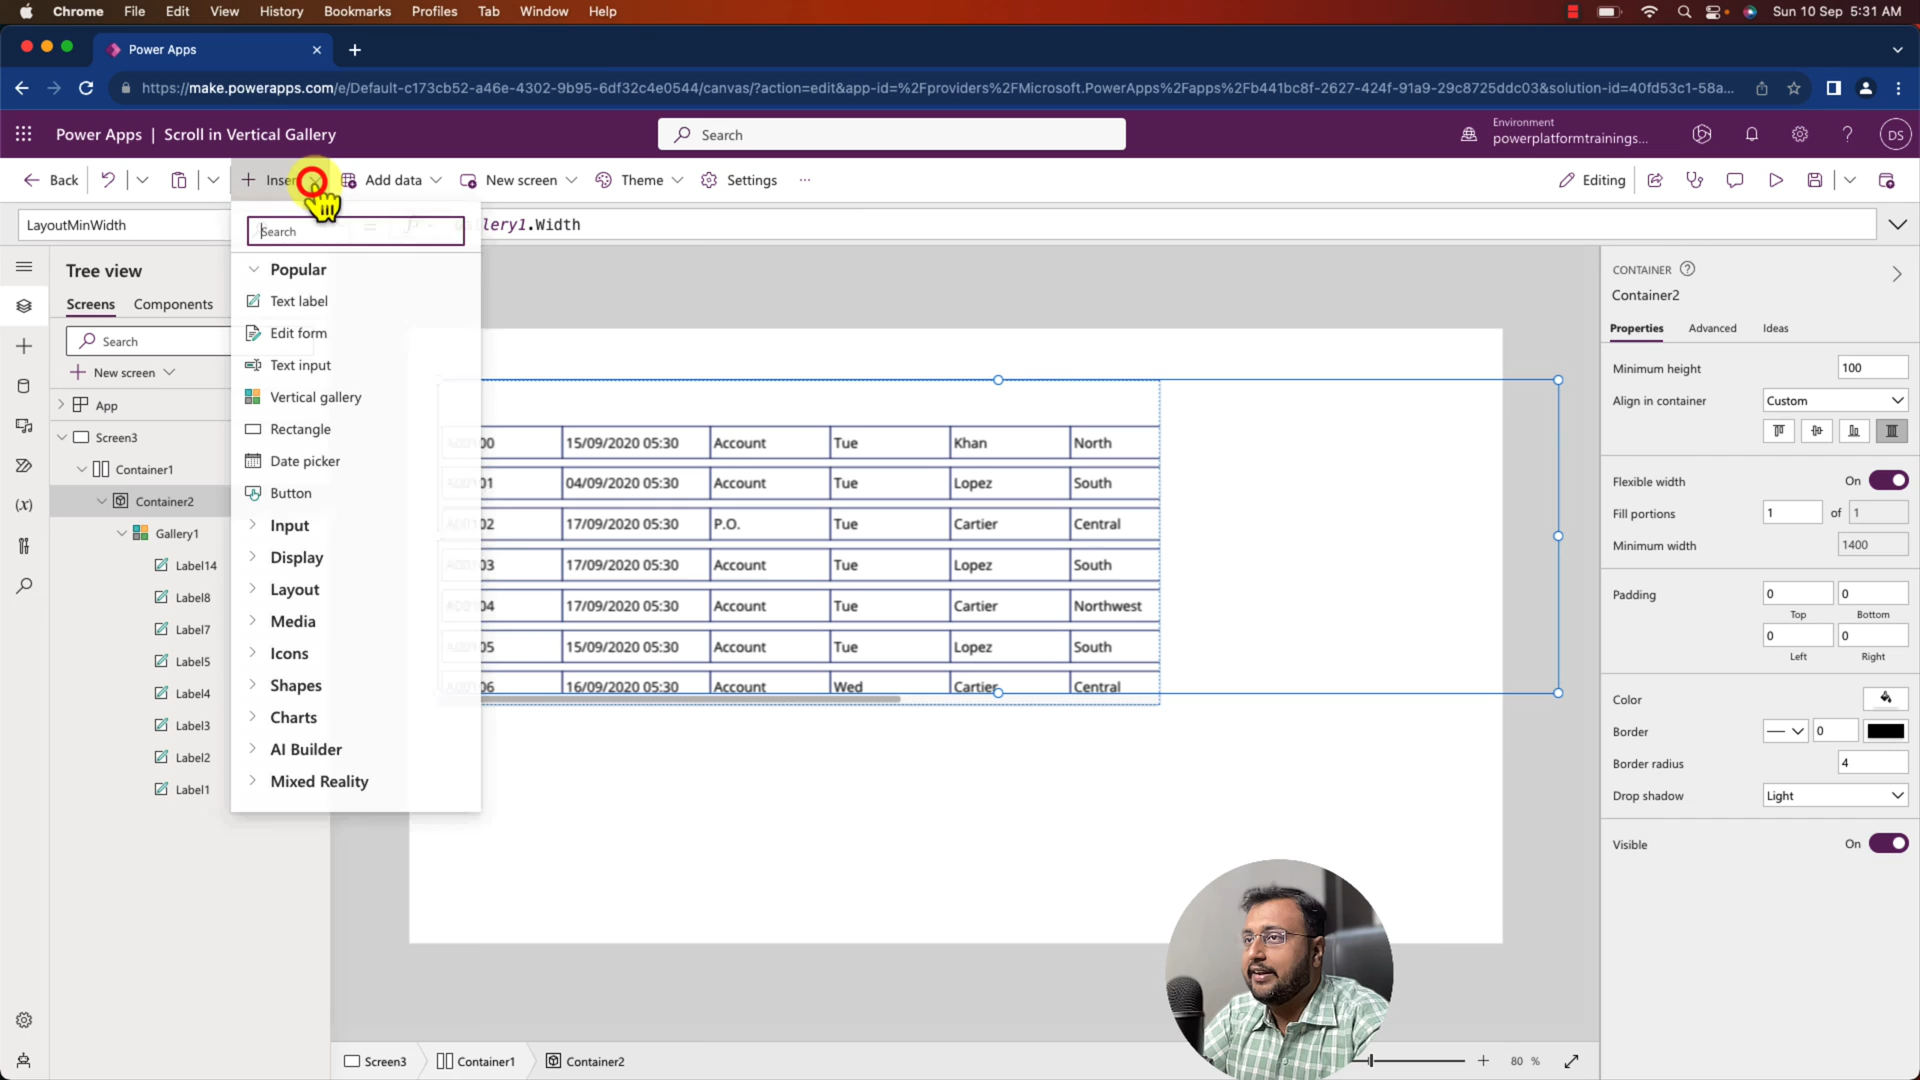 Chrome File Edit View History Bookmarks Profiles Tab Window Help Sun 10 Sep 5:31 AM
Power Apps
https://make.powerapps.com/e/Default-c173cb52-a46e-4302-9b95-6df32c4e0544/canvas/?action=edit&app-id=%2Fproviders%2FMicrosoft.PowerApps%2Fapps%2Fb441bc8f-2627-424f-91a9-29c8725ddc03&solution-id=40fd53c1-58a...
Power Apps | Scroll in Vertical Gallery Search Environment
powerplatformtrainings... DS
Back Insert Add data New screen Theme Settings ... Editing
LayoutMinWidth = lery1.Width
Tree view
Screens Components
Search
New screen
App
Screen3
Container1
Container2
Gallery1
Label14
Label8
Label7
Label5
Label4
Label3
Label2
Label1
Search
Popular
Text label
Edit form
Text input
Vertical gallery
Rectangle
Date picker
Button
Input
Display
Layout
Media
Icons
Shapes
Charts
AI Builder
Mixed Reality
A00100 15/09/2020 05:30 Account Tue Khan North
A00101 04/09/2020 05:30 Account Tue Lopez South
A00102 17/09/2020 05:30 P.O. Tue Cartier Central
A00103 17/09/2020 05:30 Account Tue Lopez South
A00104 17/09/2020 05:30 Account Tue Cartier Northwest
A00105 15/09/2020 05:30 Account Tue Lopez South
A00106 16/09/2020 05:30 Account Wed Cartier Central
CONTAINER
Container2
Properties Advanced Ideas
Minimum height 100
Align in container Custom
Flexible width On
Fill portions 1 of 1
Minimum width 1400
Padding 0 0
Top Bottom
0 0
Left Right
Color
Border 0
Border radius 4
Drop shadow Light
Visible On
Screen3 Container1 Container2 80 %